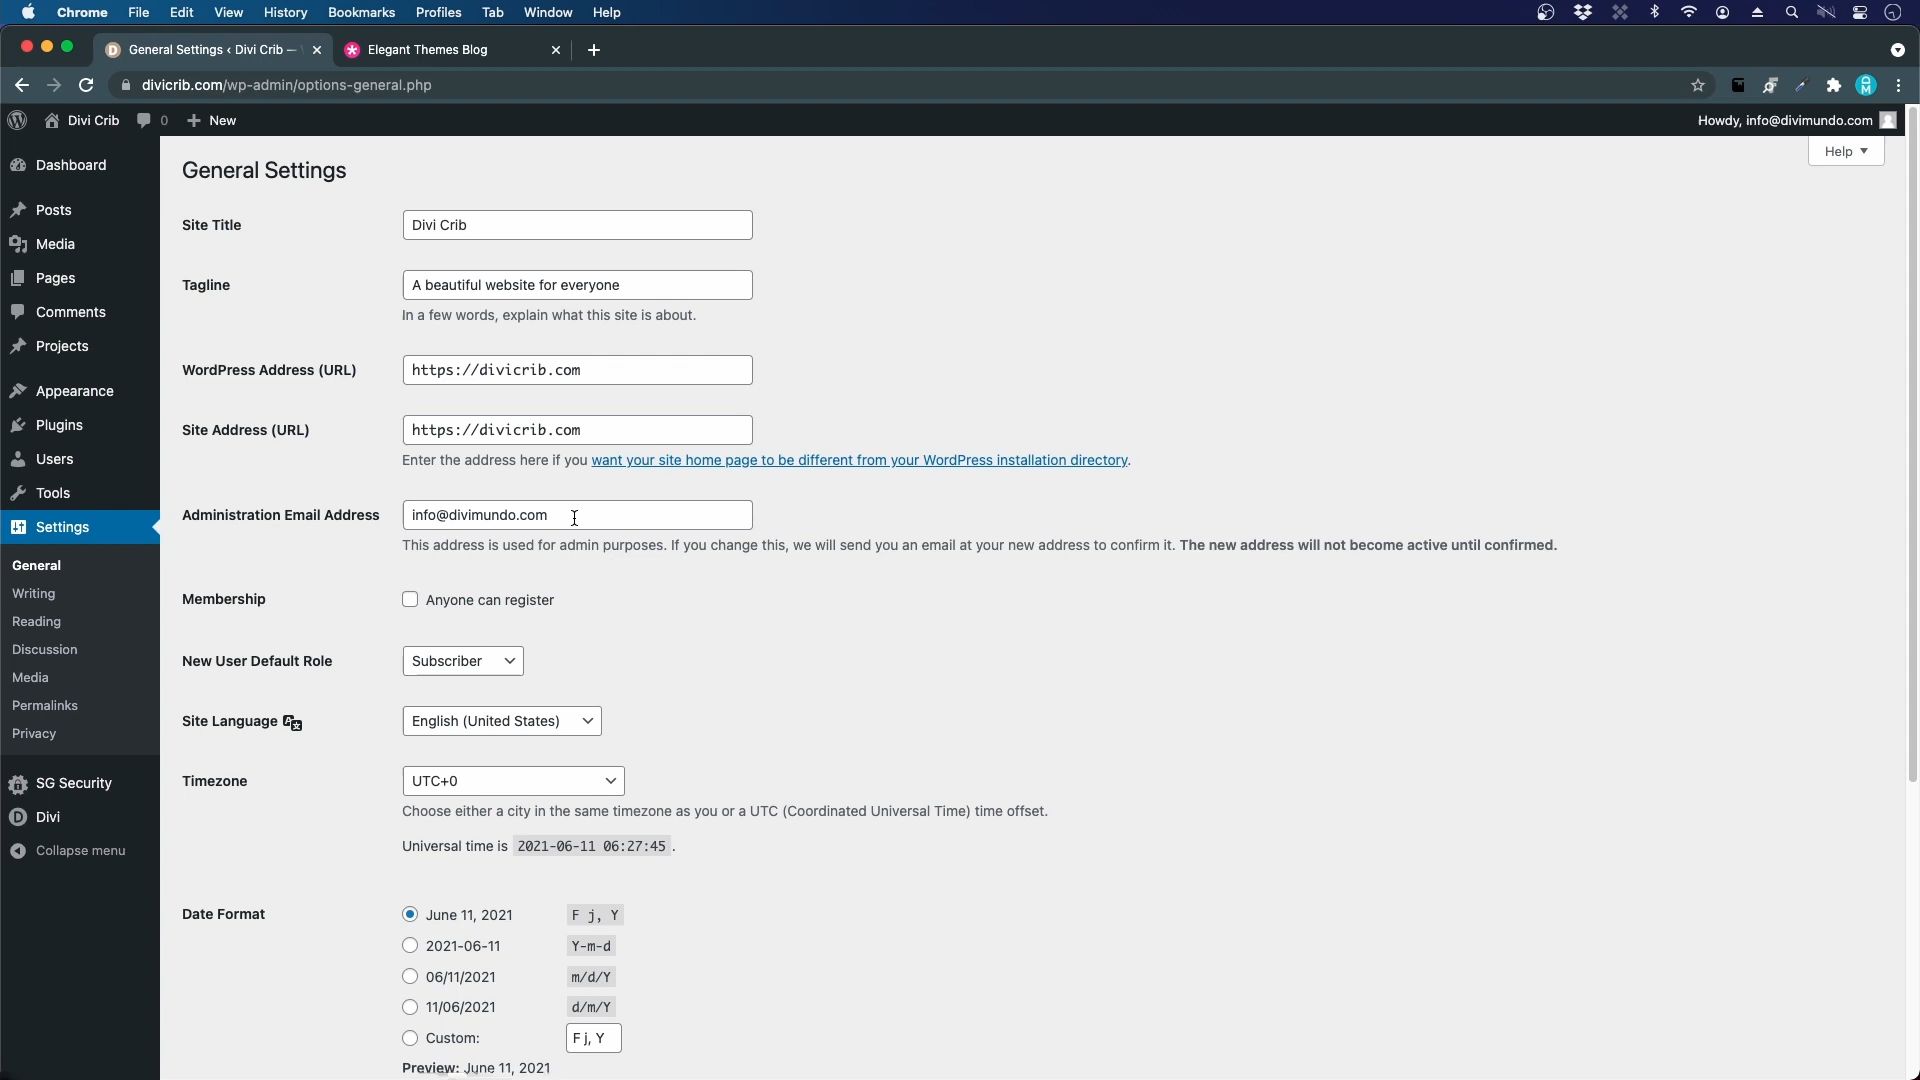 Chrome File Edit View History Bookmarks Profiles Tab Window Help
General Settings ‹ Divi Crib —
Elegant Themes Blog
divicrib.com/wp-admin/options-general.php
Divi Crib 0 New
Howdy, info@divimundo.com
Help
Dashboard
Posts
Media
Pages
Comments
Projects
Appearance
Plugins
Users
Tools
Settings
General
Writing
Reading
Discussion
Media
Permalinks
Privacy
SG Security
Divi
Collapse menu
General Settings
Site Title Divi Crib
Tagline A beautiful website for everyone
In a few words, explain what this site is about.
WordPress Address (URL) https://divicrib.com
Site Address (URL) https://divicrib.com
Enter the address here if you want your site home page to be different from your WordPress installation directory.
Administration Email Address info@divimundo.com
This address is used for admin purposes. If you change this, we will send you an email at your new address to confirm it. The new address will not become active until confirmed.
Membership Anyone can register
New User Default Role Subscriber
Site Language English (United States)
Timezone UTC+0
Choose either a city in the same timezone as you or a UTC (Coordinated Universal Time) time offset.
Universal time is 2021-06-11 06:27:45 .
Date Format June 11, 2021 F j, Y
2021-06-11 Y-m-d
06/11/2021 m/d/Y
11/06/2021 d/m/Y
Custom: F j, Y
Preview: June 11, 2021